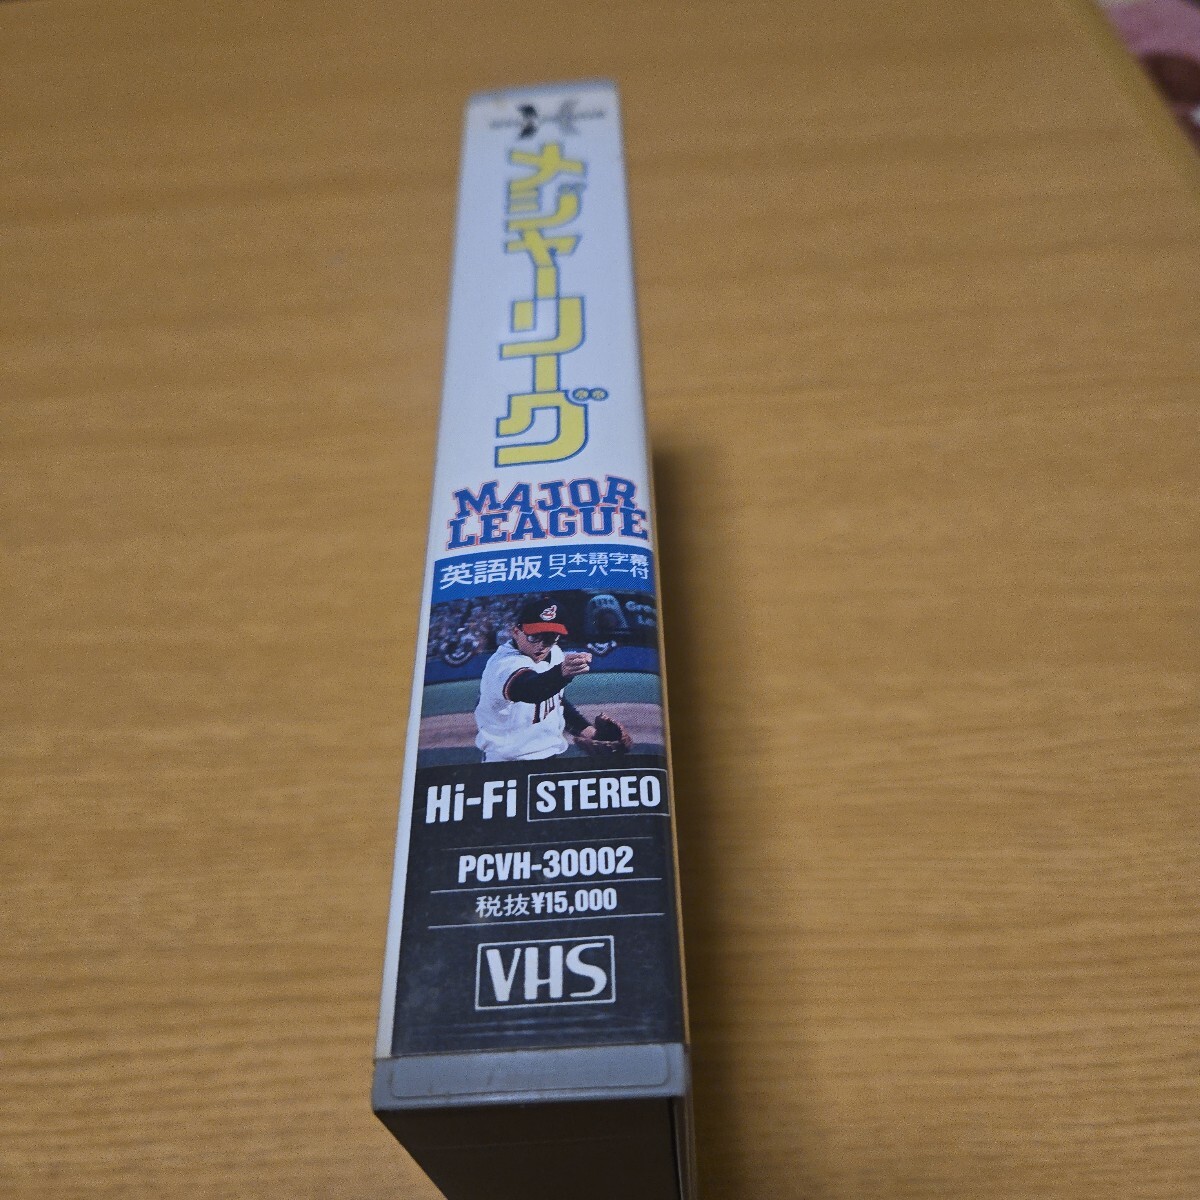 メジャーリーグ
MAJOR
LEAGUE
英語版 日本語字幕
スーパー付
Hi-Fi STEREO
PCVH-30002
税抜¥15,000
VHS